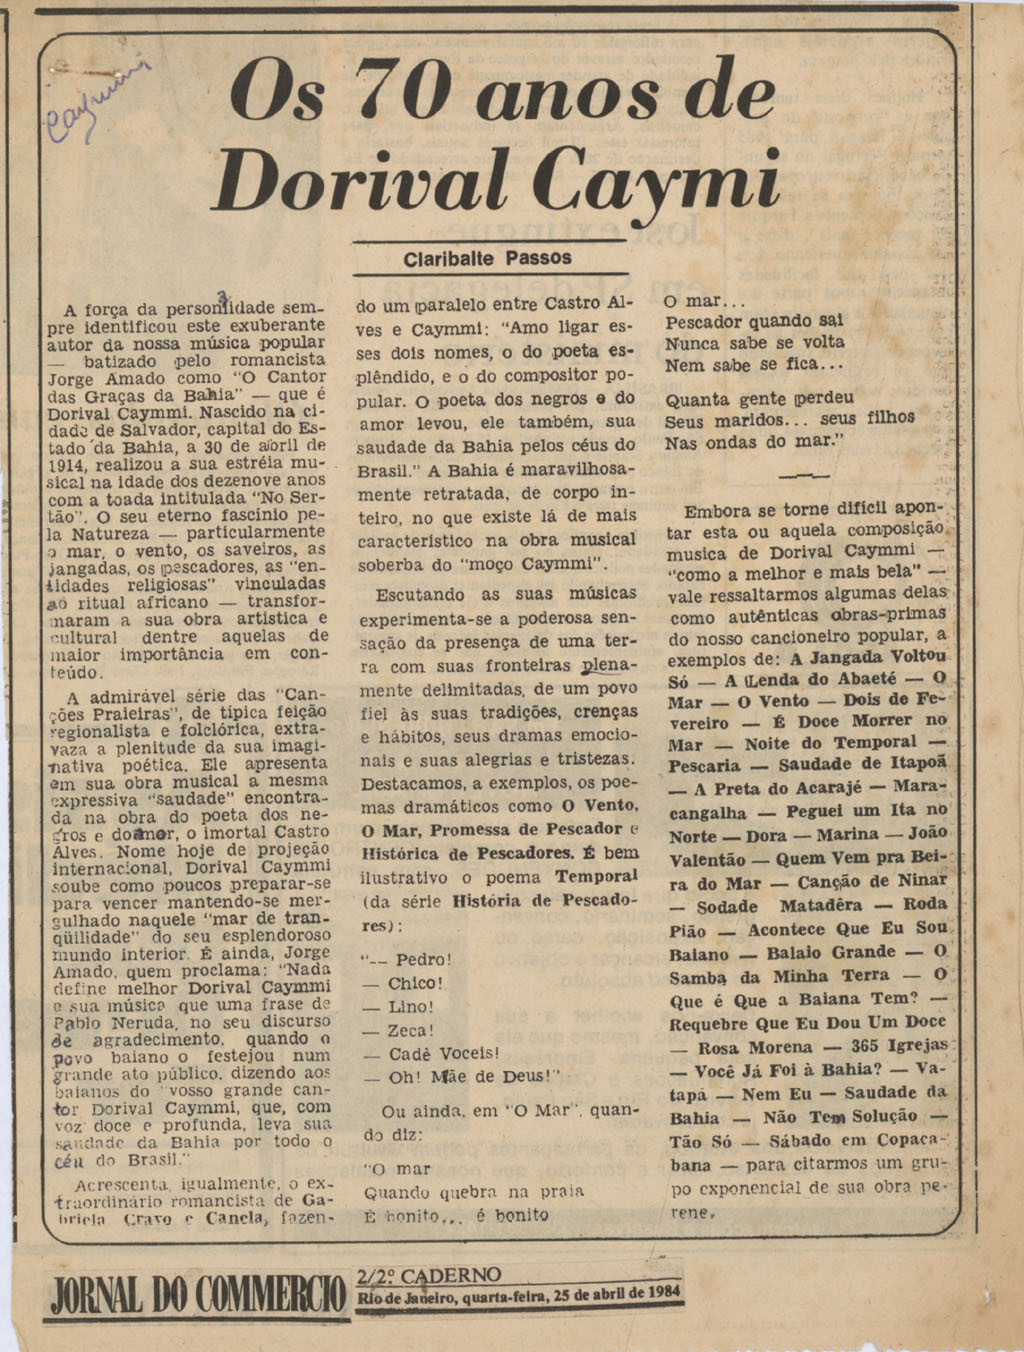 Caymmi
Os 70 anos de
Dorival Caymi
Claribalte Passos
A força da personlidade sem-
pre identificou este exuberante
autor da nossa música popular
— batizado pelo romancista
Jorge Amado como "O Cantor
das Graças da Bahia" — que é
Dorival Caymmi. Nascido na ci-
dade de Salvador, capital do Es-
tado da Bahia, a 30 de abril de
1914, realizou a sua estréia mu-
sical na idade dos dezenove anos
com a toada intitulada "No Ser-
tão". O seu eterno fascínio pe-
la Natureza — particularmente
o mar, o vento, os saveiros, as
jangadas, os pescadores, as "en-
tidades religiosas" vinculadas
ao ritual africano — transfor-
maram a sua obra artística e
cultural dentre aquelas de
maior importância em con-
teúdo.
A admirável série das "Can-
ções Praieiras", de típica feição
regionalista e folclórica, extra-
vaza a plenitude da sua imagi-
nativa poética. Ele apresenta
em sua obra musical a mesma
expressiva "saudade" encontra-
da na obra do poeta dos ne-
gros e do amor, o imortal Castro
Alves. Nome hoje de projeção
internacional, Dorival Caymmi
soube como poucos preparar-se
para vencer mantendo-se mer-
gulhado naquele "mar de tran-
qüilidade" do seu esplendoroso
mundo interior. É ainda, Jorge
Amado, quem proclama: "Nada
define melhor Dorival Caymmi
e sua música que uma frase de
Pablo Neruda, no seu discurso
de agradecimento, quando o
povo baiano o festejou num
grande ato público, dizendo aos
baianos do "vosso grande can-
tor Dorival Caymmi, que, com
voz doce e profunda, leva sua
saudade da Bahia por todo o
céu do Brasil."
Acrescenta, igualmente, o ex-
traordinário romancista de Ga-
briela Cravo e Canela, fazen-
do um paralelo entre Castro Al-
ves e Caymmi: "Amo ligar es-
ses dois nomes, o do poeta es-
plêndido, e o do compositor po-
pular. O poeta dos negros e do
amor levou, ele também, sua
saudade da Bahia pelos céus do
Brasil." A Bahia é maravilhosa-
mente retratada, de corpo in-
teiro, no que existe lá de mais
característico na obra musical
soberba do "moço Caymmi".
Escutando as suas músicas
experimenta-se a poderosa sen-
sação da presença de uma ter-
ra com suas fronteiras plena-
mente delimitadas, de um povo
fiel às suas tradições, crenças
e hábitos, seus dramas emocio-
nais e suas alegrias e tristezas.
Destacamos, a exemplos, os poe-
mas dramáticos como O Vento,
O Mar, Promessa de Pescador e
Histórica de Pescadores. É bem
ilustrativo o poema Temporal
(da série História de Pescado-
res):
"— Pedro!
— Chico!
— Lino!
— Zeca!
— Cadê Voceis!
— Oh! Mãe de Deus!"
Ou ainda, em "O Mar", quan-
do diz:
"O mar
Quando quebra na praia
É bonito... é bonito
O mar...
Pescador quando sai
Nunca sabe se volta
Nem sabe se fica...
Quanta gente perdeu
Seus maridos... seus filhos
Nas ondas do mar."
Embora se torne difícil apon-
tar esta ou aquela composição
musica de Dorival Caymmi —
"como a melhor e mais bela" —
vale ressaltarmos algumas delas
como autênticas obras-primas
do nosso cancioneiro popular, a
exemplos de: A Jangada Voltou
Só — A Lenda do Abaeté — O
Mar — O Vento — Dois de Fe-
vereiro — É Doce Morrer no
Mar — Noite do Temporal —
Pescaria — Saudade de Itapoã
— A Preta do Acarajé — Mara-
cangalha — Peguei um Ita no
Norte — Dora — Marina — João
Valentão — Quem Vem pra Bei-
ra do Mar — Canção de Ninar
— Sodade Matadêra — Roda
Pião — Acontece Que Eu Sou
Baiano — Balaio Grande — O
Samba da Minha Terra — O
Que é Que a Baiana Tem? —
Requebre Que Eu Dou Um Doce
— Rosa Morena — 365 Igrejas
— Você Já Foi à Bahia? — Va-
tapá — Nem Eu — Saudade da
Bahia — Não Tem Solução —
Tão Só — Sábado em Copaca-
bana — para citarmos um gru-
po exponencial de sua obra pe-
rene.
JORNAL DO COMMERCIO
2/2º CADERNO
Rio de Janeiro, quarta-feira, 25 de abril de 1984